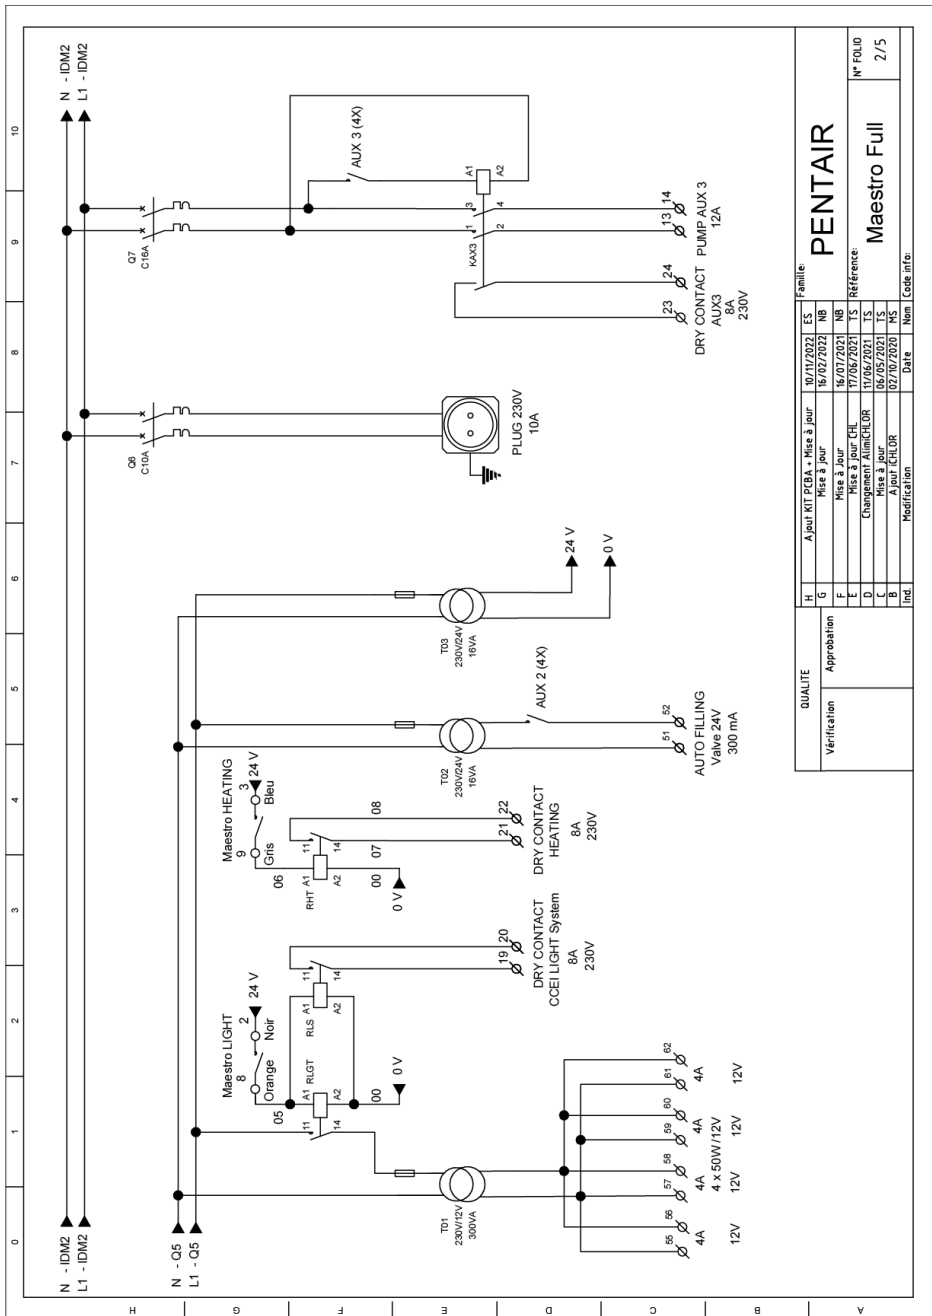 0
1
2
3
4
5
6
7
8
9
10
H
G
F
E
D
C
B
A
N - IDM2
L1 - IDM2
N - IDM2
L1 - IDM2
N - Q5
L1 - Q5
Maestro LIGHT
8
2
24 V
Orange
Noir
05
RLGT
A1
A2
11
14
00
0 V
RLS
A1
A2
11
14
19
20
DRY CONTACT
CCEI LIGHT System
8A
230V
T01
230V/12V
300VA
55
56
57
58
59
60
61
62
4A
4A
4A
4A
4 x 50W/12V
12V
12V
12V
12V
Maestro HEATING
9
3
24 V
Gris
Bleu
06
RHT
A1
A2
11
14
00
07
08
0 V
21
22
DRY CONTACT
HEATING
8A
230V
T02
230V/24V
16VA
AUX 2 (4X)
51
52
AUTO FILLING
Valve 24V
300 mA
T03
230V/24V
16VA
24 V
0 V
Q6
C10A
PLUG 230V
10A
Q7
C16A
AUX 3 (4X)
KAX3
A1
A2
1
2
3
4
23
24
13
14
DRY CONTACT
AUX3
8A
230V
PUMP AUX 3
12A
QUALITE
Vérification
Approbation
H Ajout KIT PCBA + Mise à jour 10/11/2022 ES
G Mise à jour 16/02/2022 NB
F Mise à Jour 16/07/2021 NB
E Mise à jour CHL 17/06/2021 TS
D Changement AlimiCHLOR 11/06/2021 TS
C Mise à jour 06/05/2021 TS
B Ajout iCHLOR 02/10/2020 MS
Ind. Modification Date Nom
Famille:
PENTAIR
Référence:
Maestro Full
N° FOLIO
2/5
Code info: